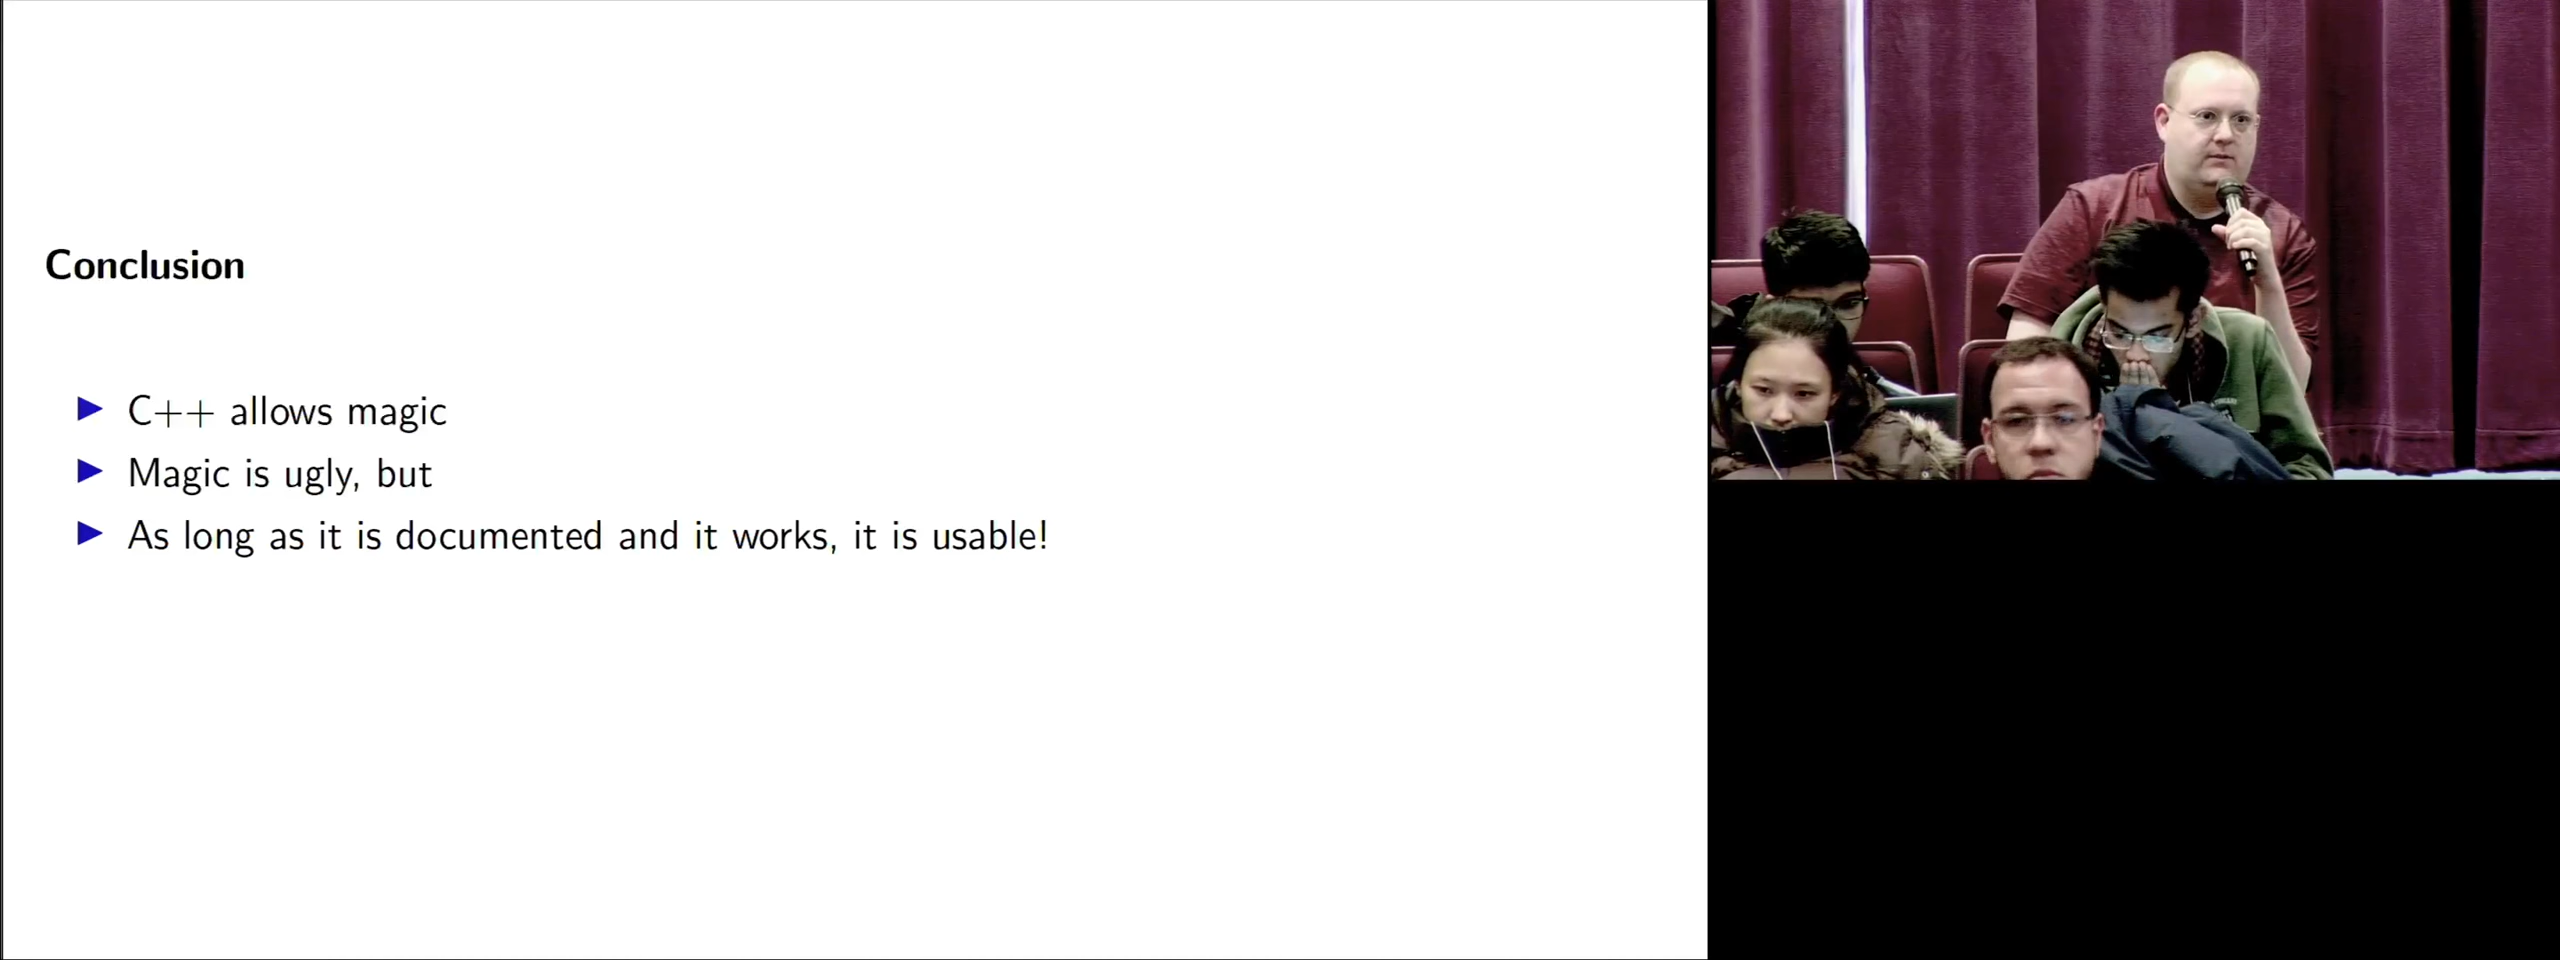 Conclusion
C++ allows magic
Magic is ugly, but
As long as it is documented and it works, it is usable!